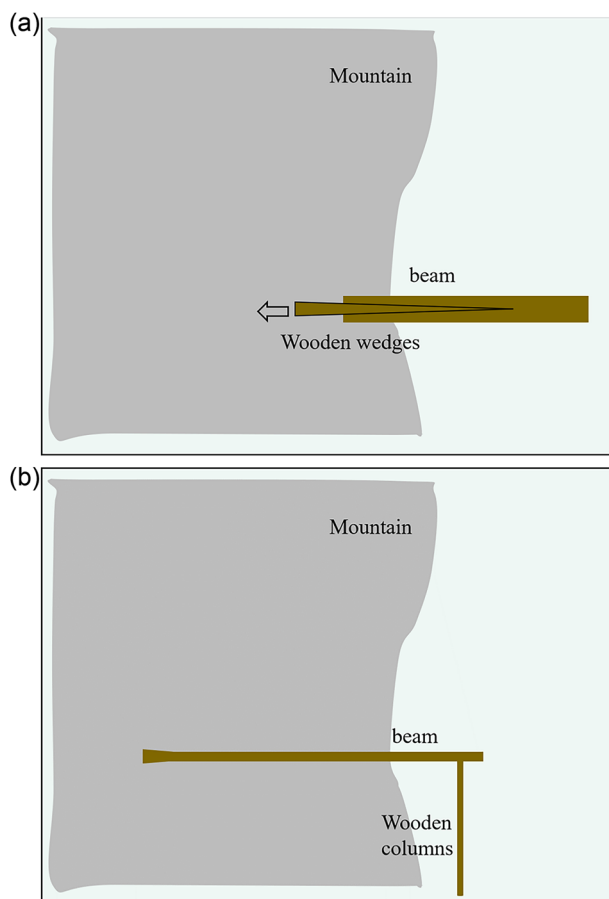 (a)
Mountain
beam
Wooden wedges
(b)
Mountain
beam
Wooden
columns